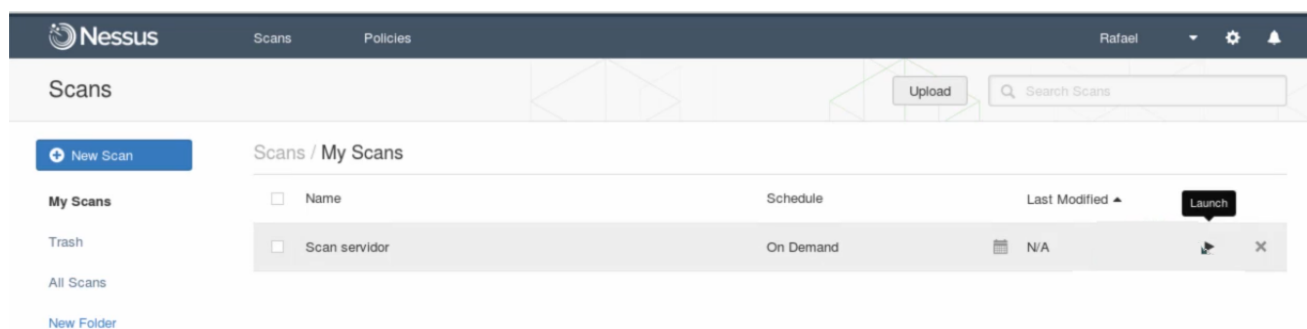 Nessus Scans Policies Rafael
Scans Upload Search Scans
New Scan Scans / My Scans
My Scans Name Schedule Last Modified Launch
Trash Scan servidor On Demand N/A
All Scans
New Folder